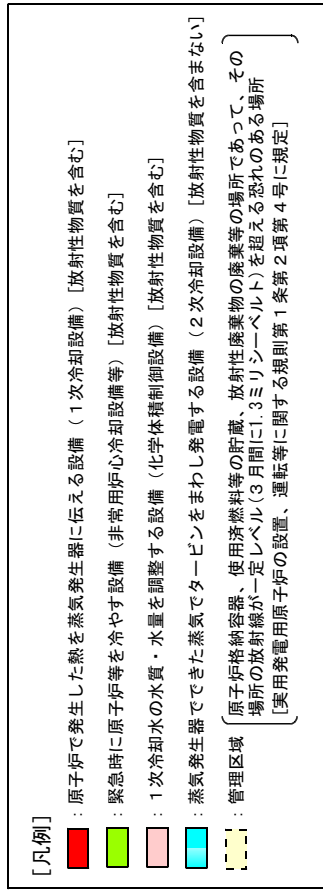 [凡例]
：原子炉で発生した熱を蒸気発生器に伝える設備（１次冷却設備）［放射性物質を含む］
：緊急時に原子炉等を冷やす設備（非常用炉心冷却設備等）［放射性物質を含む］
：１次冷却水の水質・水量を調整する設備（化学体積制御設備）［放射性物質を含む］
：蒸気発生器でできた蒸気でタービンをまわし発電する設備（２次冷却設備）［放射性物質を含まない］
：管理区域
原子炉格納容器、使用済燃料等の貯蔵、放射性廃棄物の廃棄等の場所であって、その
場所の放射線が一定レベル（３月間に1.3ミリシーベルト）を超える恐れのある場所
［実用発電用原子炉の設置、運転等に関する規則第１条第２項第４号に規定］